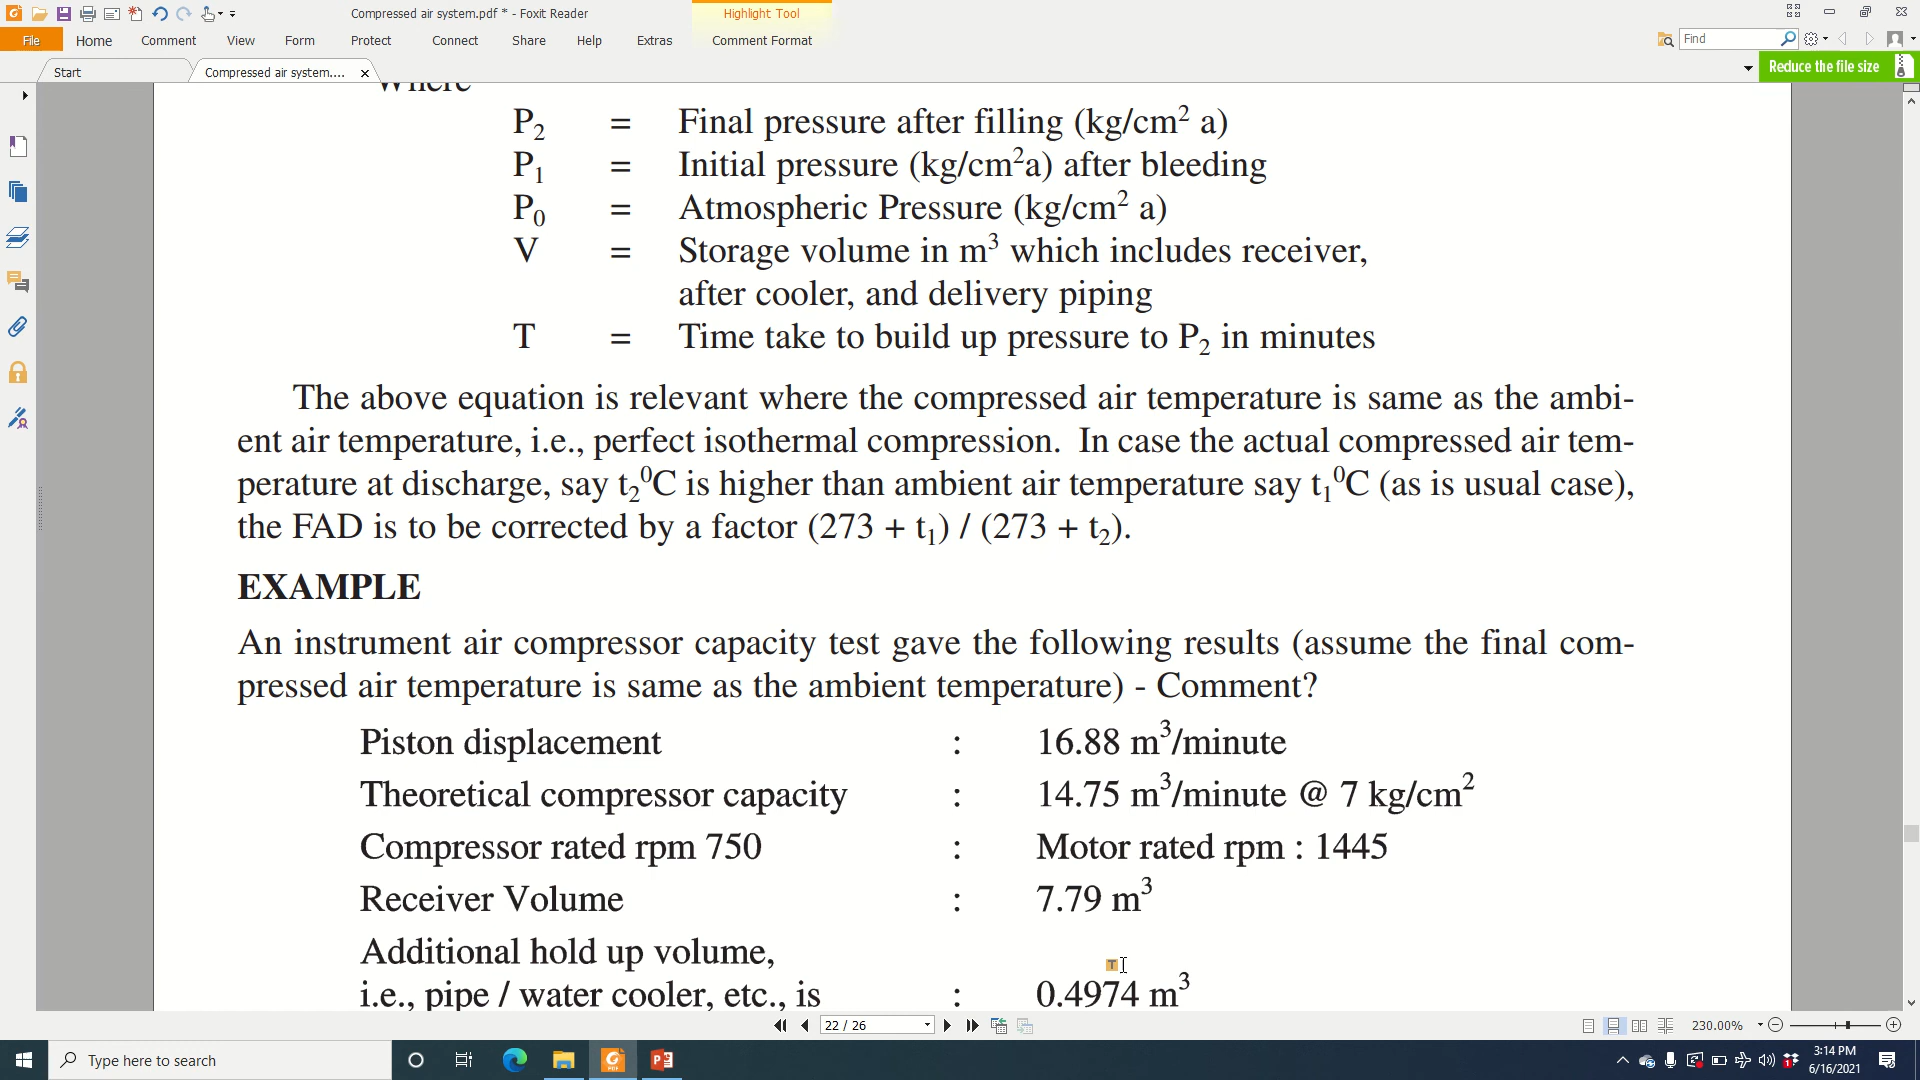 Compressed air system.pdf * - Foxit Reader
Highlight Tool
File Home Comment View Form Protect Connect Share Help Extras Comment Format
Find
Start
Compressed air system....
Reduce the file size
Where
P2 = Final pressure after filling (kg/cm2 a)
P1 = Initial pressure (kg/cm2a) after bleeding
P0 = Atmospheric Pressure (kg/cm2 a)
V = Storage volume in m3 which includes receiver,
after cooler, and delivery piping
T = Time take to build up pressure to P2 in minutes
The above equation is relevant where the compressed air temperature is same as the ambi-
ent air temperature, i.e., perfect isothermal compression. In case the actual compressed air tem-
perature at discharge, say t2 0C is higher than ambient air temperature say t1 0C (as is usual case),
the FAD is to be corrected by a factor (273 + t1) / (273 + t2).
EXAMPLE
An instrument air compressor capacity test gave the following results (assume the final com-
pressed air temperature is same as the ambient temperature) - Comment?
Piston displacement : 16.88 m3/minute
Theoretical compressor capacity : 14.75 m3/minute @ 7 kg/cm2
Compressor rated rpm 750 : Motor rated rpm : 1445
Receiver Volume : 7.79 m3
Additional hold up volume,
i.e., pipe / water cooler, etc., is : 0.4974 m3
22 / 26
230.00%
Type here to search
3:14 PM
6/16/2021